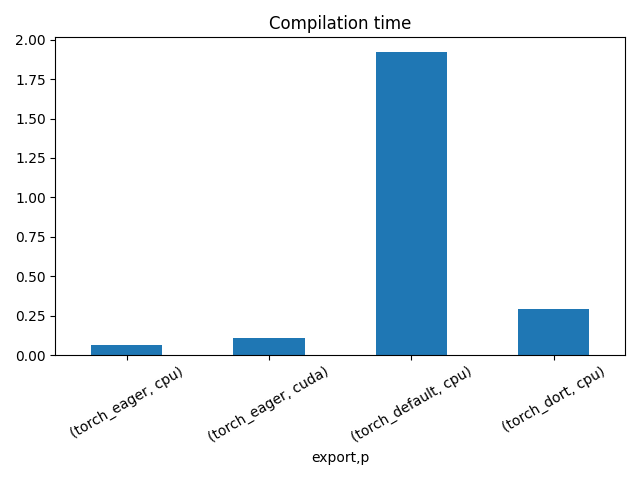 Compilation time
2.00
1.75
1.50
1.25
1.00
0.75
0.50
0.25
0.00
(torch_eager, cpu)
(torch_eager, cuda)
(torch_default, cpu)
(torch_dort, cpu)
export,p